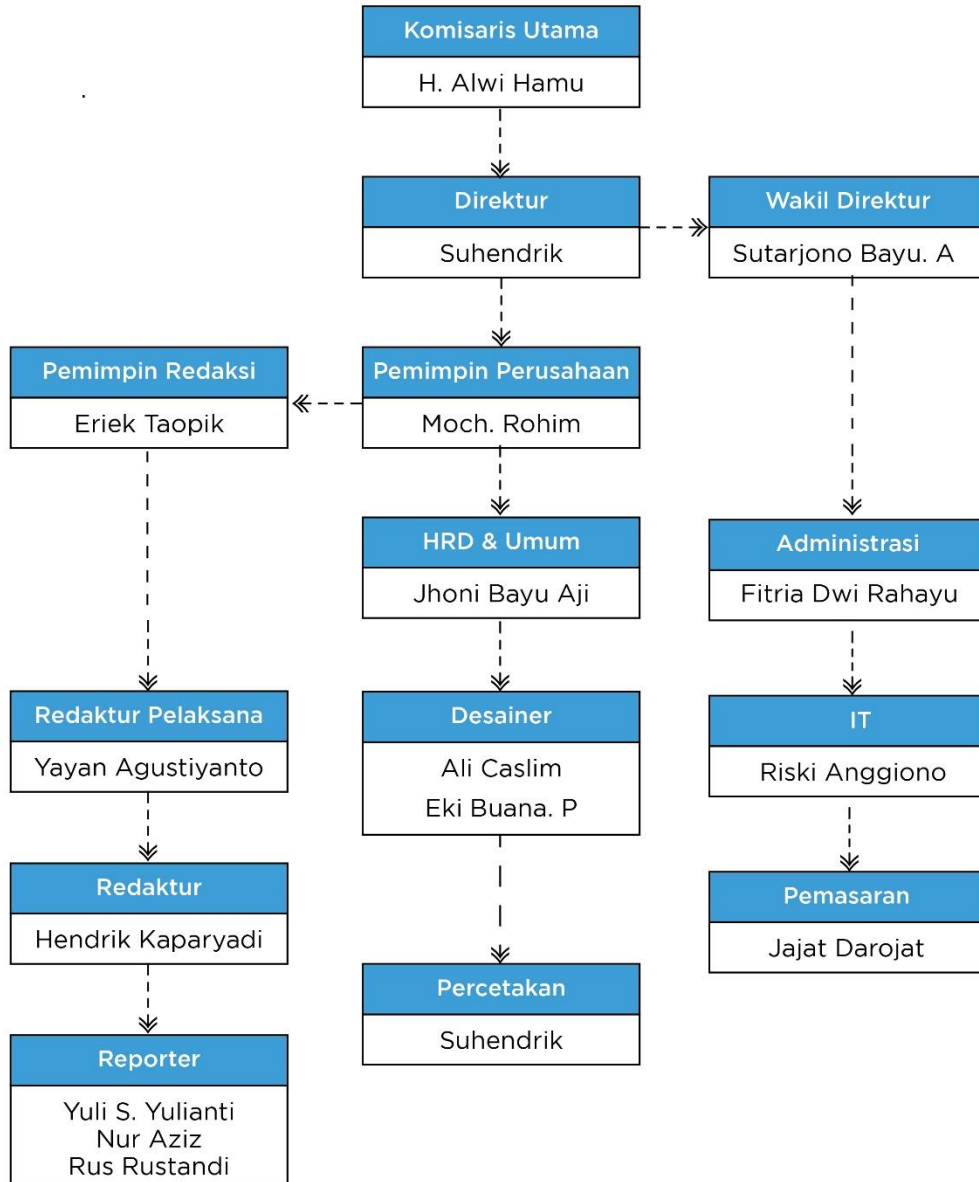 Komisaris Utama
H. Alwi Hamu
Direktur
Suhendrik
Wakil Direktur
Sutarjono Bayu. A
Pemimpin Redaksi
Eriek Taopik
Pemimpin Perusahaan
Moch. Rohim
HRD & Umum
Jhoni Bayu Aji
Administrasi
Fitria Dwi Rahayu
Redaktur Pelaksana
Yayan Agustiyanto
Desainer
Ali Caslim
Eki Buana. P
IT
Riski Anggiono
Redaktur
Hendrik Kaparyadi
Pemasaran
Jajat Darojat
Percetakan
Suhendrik
Reporter
Yuli S. Yulianti
Nur Aziz
Rus Rustandi